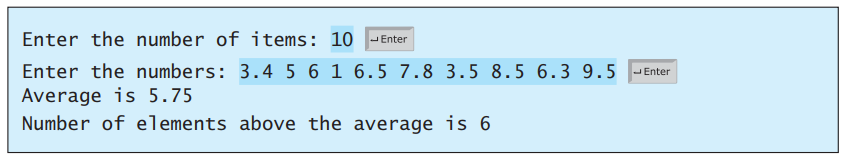 Enter the number of items: 10 ↵Enter
Enter the numbers: 3.4 5 6 1 6.5 7.8 3.5 8.5 6.3 9.5 ↵Enter
Average is 5.75
Number of elements above the average is 6